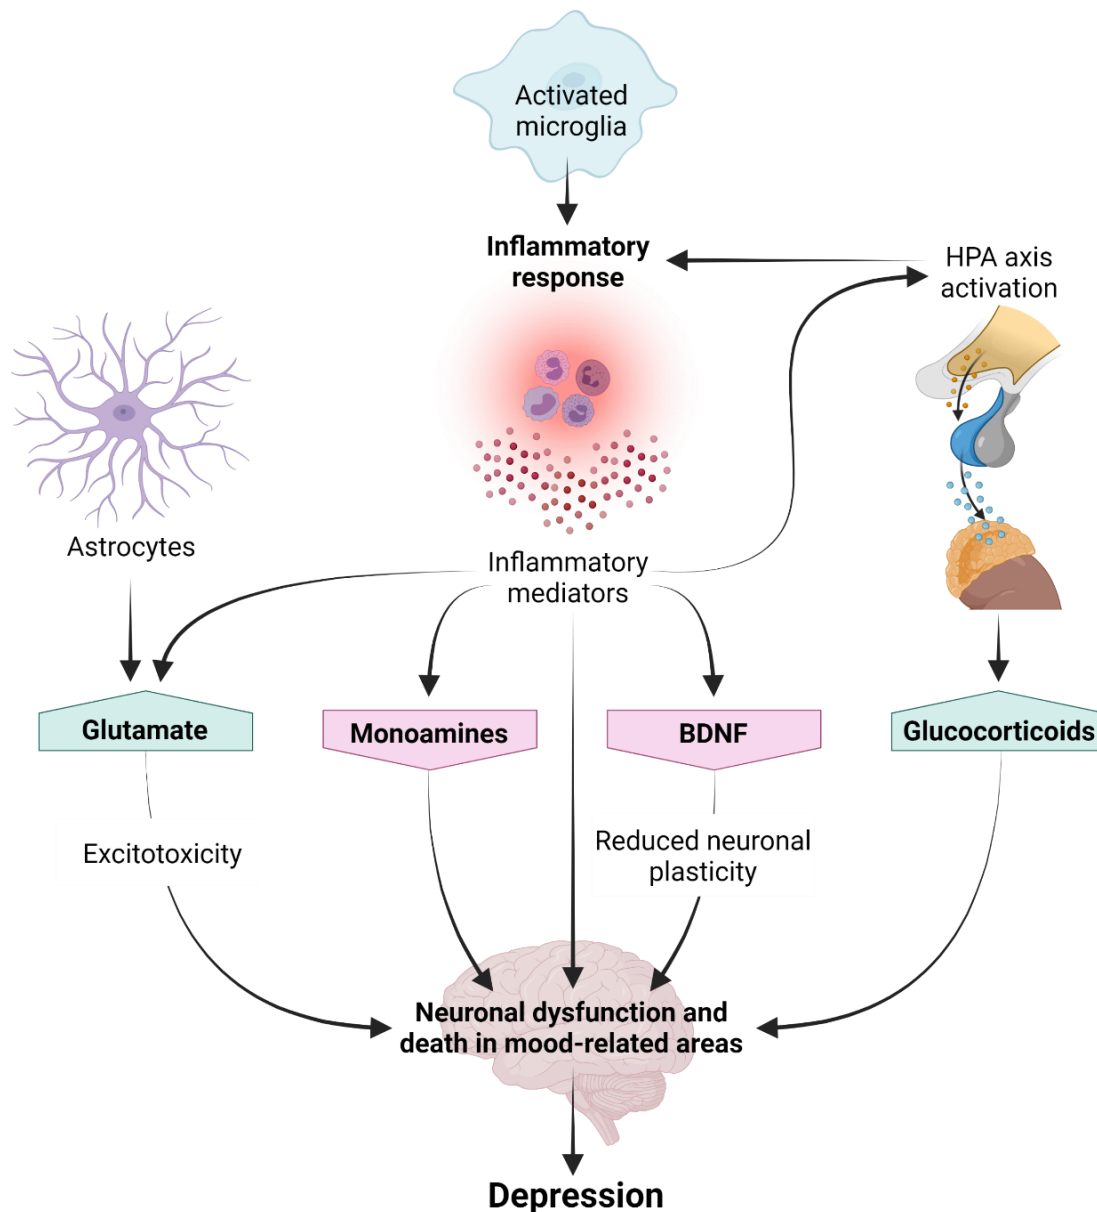 Activated
microglia
Inflammatory
response
HPA axis
activation
Astrocytes
Inflammatory
mediators
Glutamate
Monoamines
BDNF
Glucocorticoids
Excitotoxicity
Reduced neuronal
plasticity
Neuronal dysfunction and
death in mood-related areas
Depression